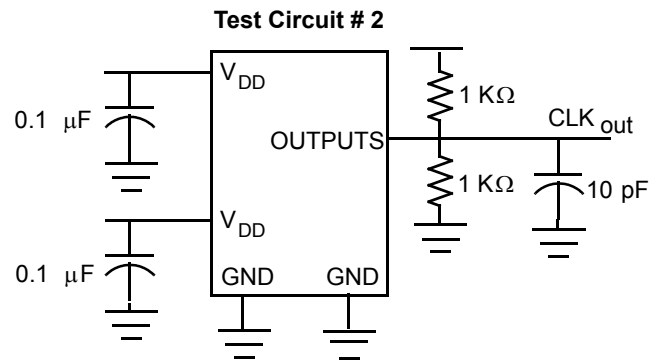 Test Circuit # 2
V DD
0.1 μF
1 KΩ
OUTPUTS
CLK out
1 KΩ
10 pF
V DD
0.1 μF
GND GND